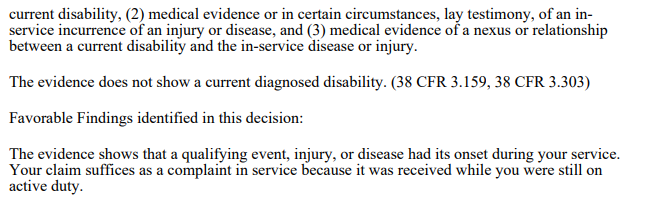 current disability, (2) medical evidence or in certain circumstances, lay testimony, of an in-
service incurrence of an injury or disease, and (3) medical evidence of a nexus or relationship
between a current disability and the in-service disease or injury.
The evidence does not show a current diagnosed disability. (38 CFR 3.159, 38 CFR 3.303)
Favorable Findings identified in this decision:
The evidence shows that a qualifying event, injury, or disease had its onset during your service.
Your claim suffices as a complaint in service because it was received while you were still on
active duty.